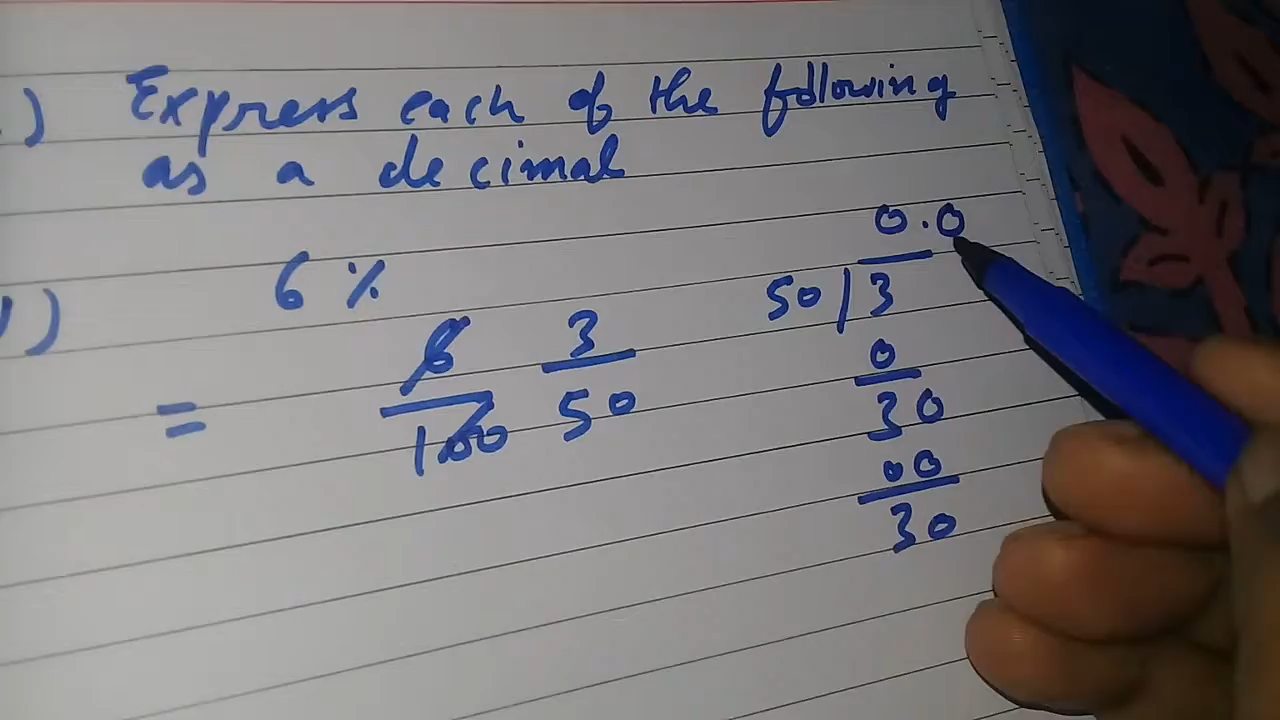 ) Express each of the following
as a decimal
) 6 %
= 6/100 3/50
0.0
50 | 3
0
30
00
30